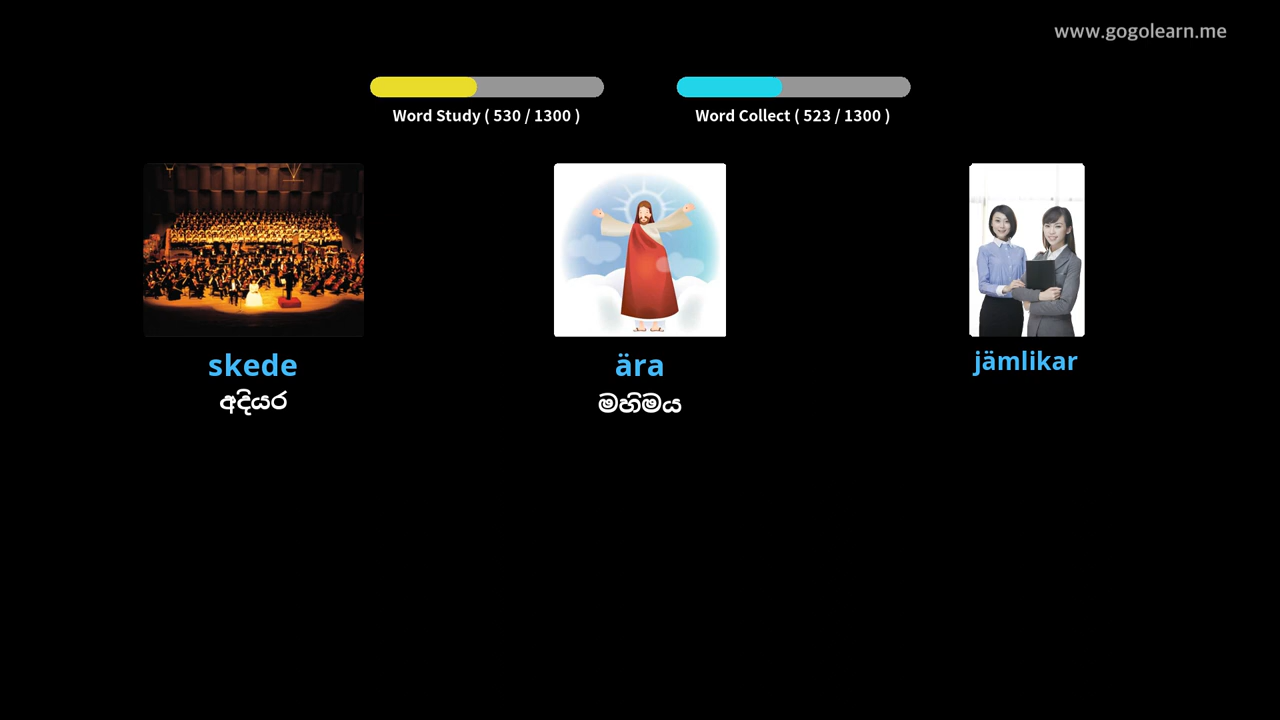 www.gogolearn.me
Word Study ( 530 / 1300 )
Word Collect ( 523 / 1300 )
skede
අදියර
ära
මහිමය
jämlikar